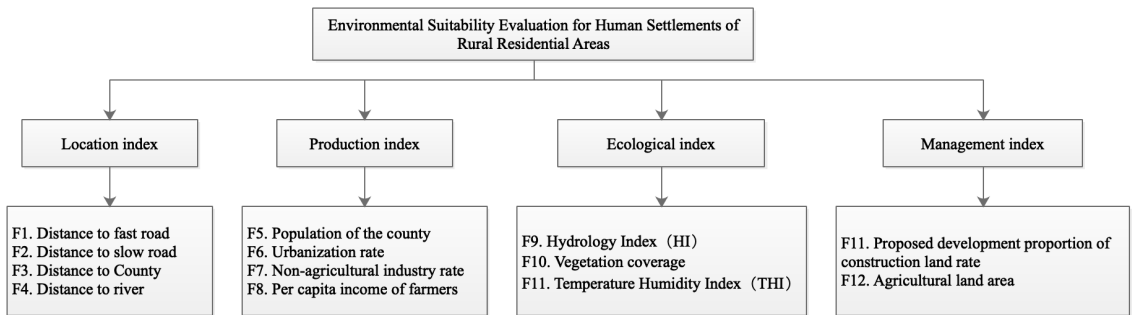 Environmental Suitability Evaluation for Human Settlements of
Rural Residential Areas
Location index
Production index
Ecological index
Management index
F1. Distance to fast road
F2. Distance to slow road
F3. Distance to County
F4. Distance to river
F5. Population of the county
F6. Urbanization rate
F7. Non-agricultural industry rate
F8. Per capita income of farmers
F9. Hydrology Index（HI）
F10. Vegetation coverage
F11. Temperature Humidity Index（THI）
F11. Proposed development proportion of
construction land rate
F12. Agricultural land area